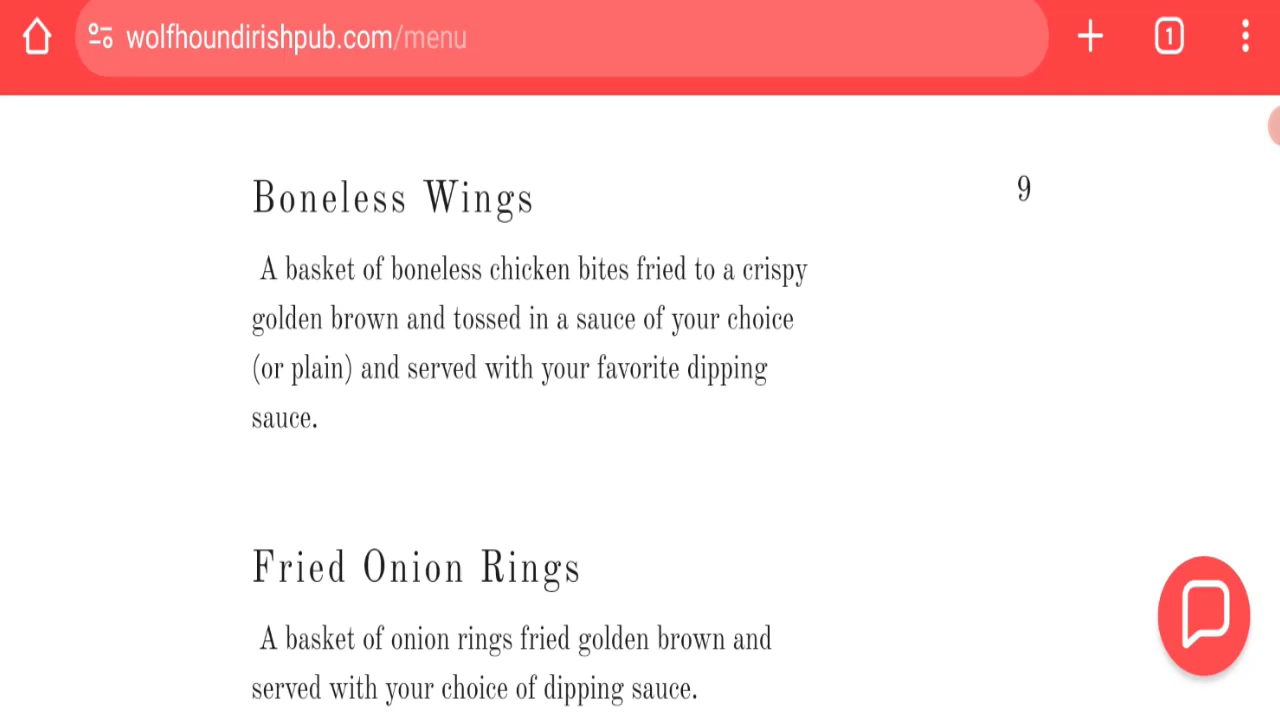 wolfhoundirishpub.com/menu
1
Boneless Wings
9
A basket of boneless chicken bites fried to a crispy
golden brown and tossed in a sauce of your choice
(or plain) and served with your favorite dipping
sauce.
Fried Onion Rings
A basket of onion rings fried golden brown and
served with your choice of dipping sauce.